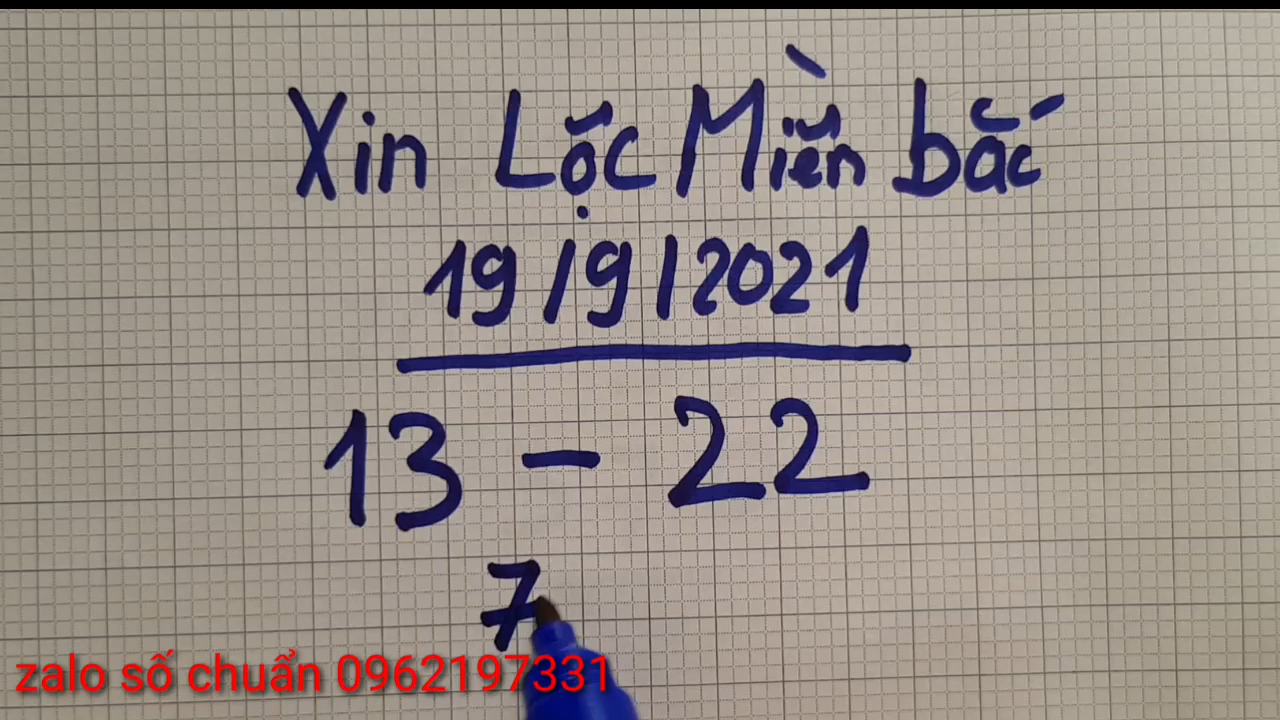 Xin Lộc Miền bắc
19/9/2021
13 - 22
7
zalo số chuẩn 0962197331